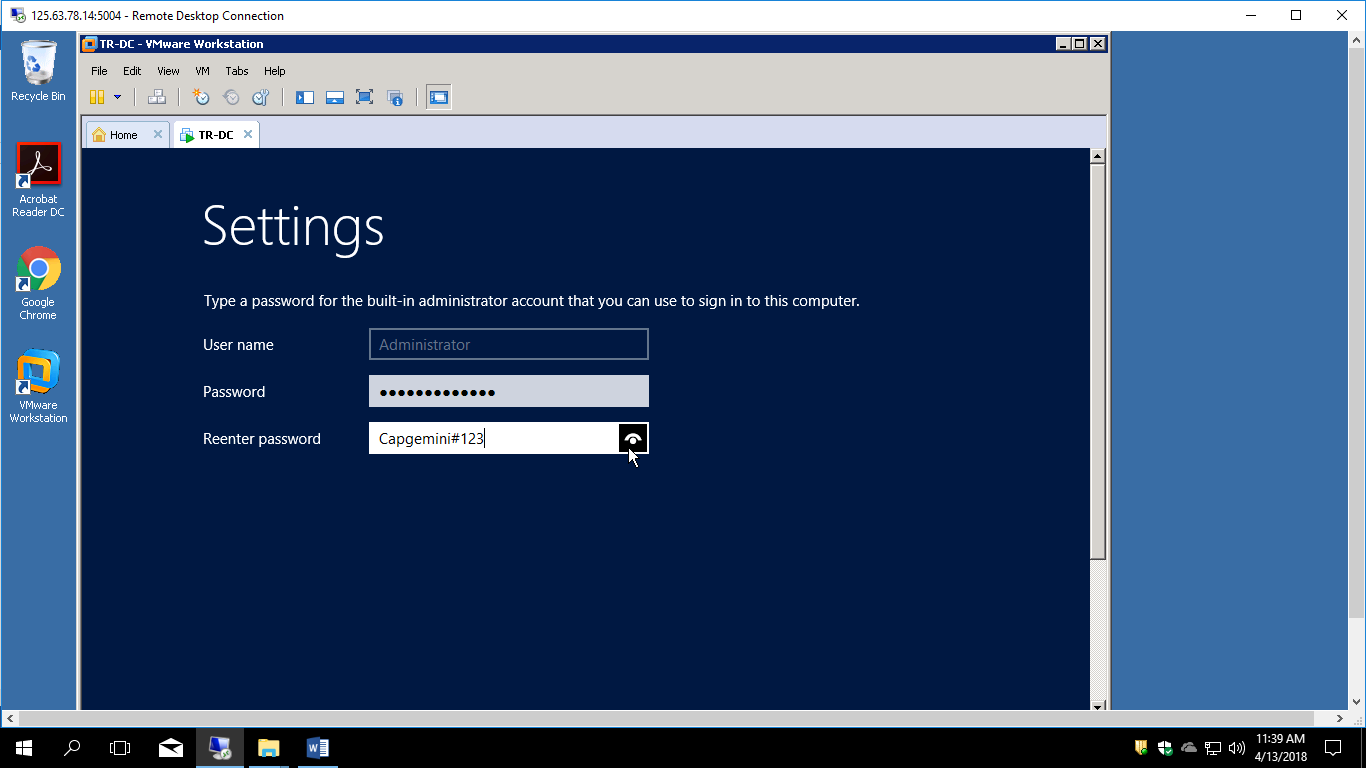 125.63.78.14:5004 - Remote Desktop Connection
TR-DC - VMware Workstation
File Edit View VM Tabs Help
Home TR-DC
Recycle Bin
Acrobat
Reader DC
Google
Chrome
VMware
Workstation
Settings
Type a password for the built-in administrator account that you can use to sign in to this computer.
User name Administrator
Password •••••••••••••
Reenter password Capgemini#123
11:39 AM
4/13/2018